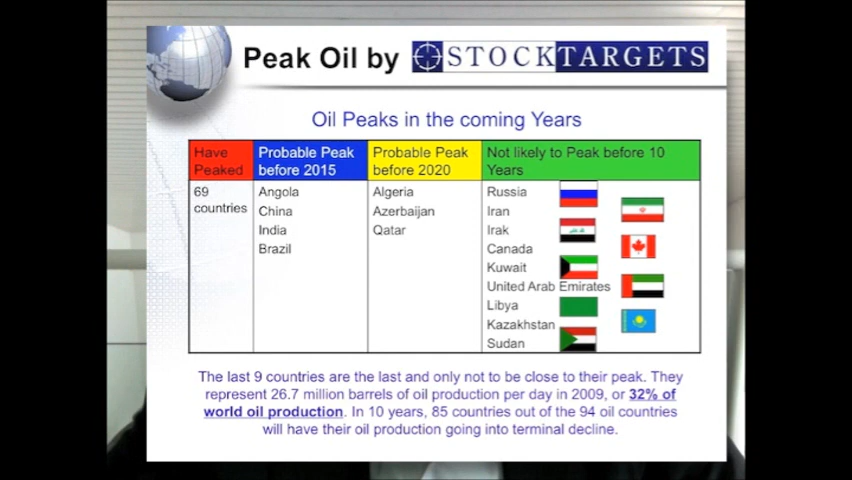 Peak Oil by STOCKTARGETS
Oil Peaks in the coming Years
Have Peaked
Probable Peak before 2015
Probable Peak before 2020
Not likely to Peak before 10 Years
69 countries
Angola
China
India
Brazil
Algeria
Azerbaijan
Qatar
Russia
Iran
Irak
Canada
Kuwait
United Arab Emirates
Libya
Kazakhstan
Sudan
The last 9 countries are the last and only not to be close to their peak. They
represent 26.7 million barrels of oil production per day in 2009, or 32% of
world oil production. In 10 years, 85 countries out of the 94 oil countries
will have their oil production going into terminal decline.